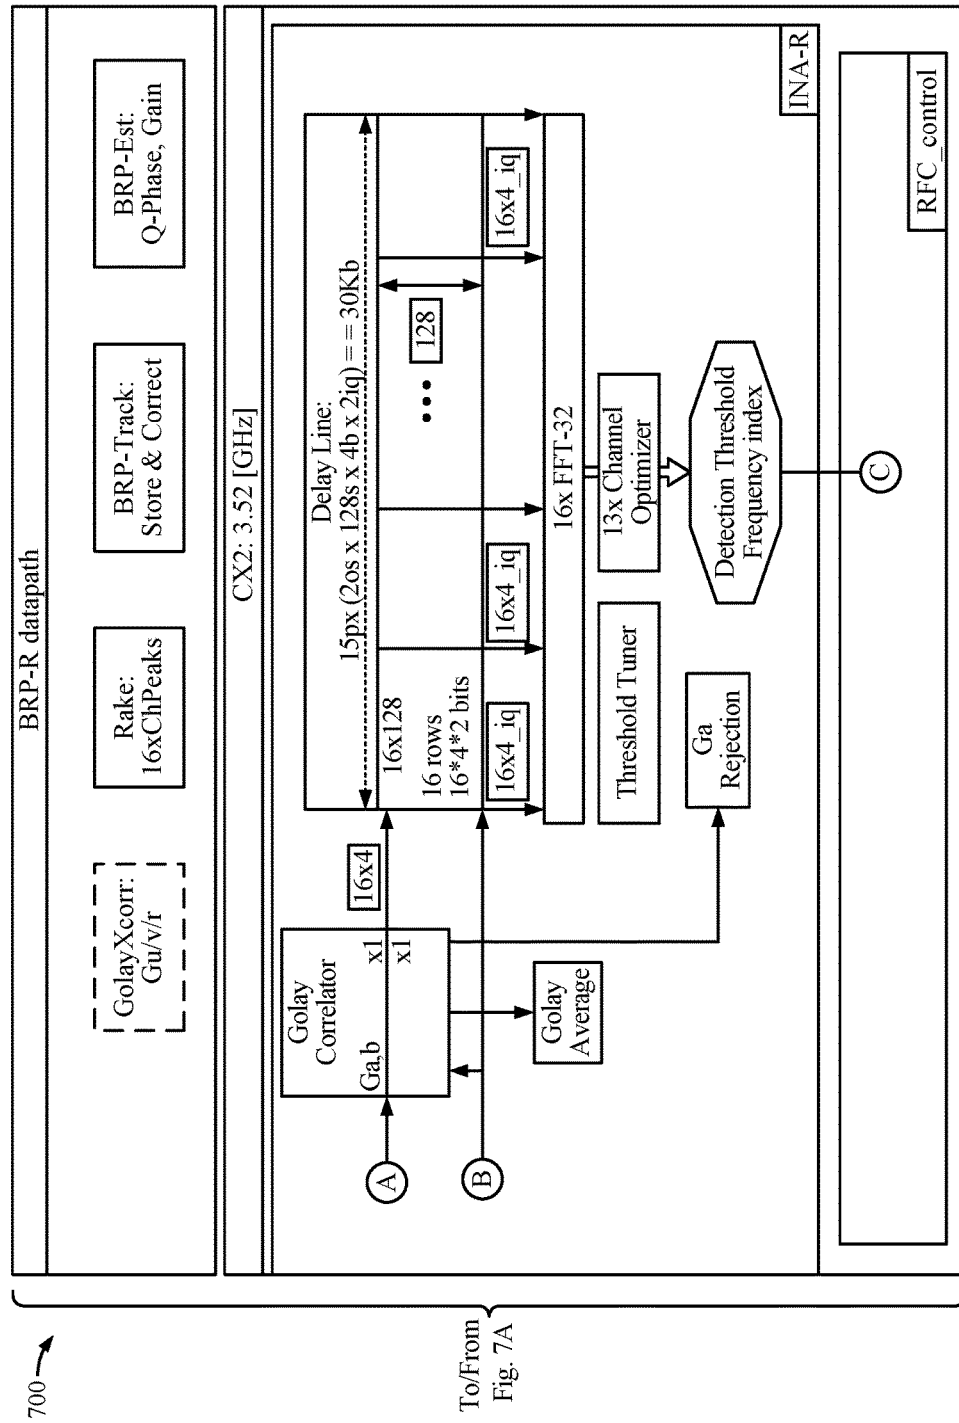 700
To/From
Fig. 7A
BRP-R datapath
GolayXcorr:
Gu/v/r
Rake:
16xChPeaks
BRP-Track:
Store & Correct
BRP-Est:
Q-Phase, Gain
CX2: 3.52 [GHz]
A
B
Golay
Correlator
Ga,b
x1
x1
16x4
Golay
Average
Delay Line:
15px (2os x 128s x 4b x 2iq) = = 30Kb
16x128
16 rows
16*4*2 bits
128
16x4_iq
16x4_iq
16x4_iq
16x FFT-32
Threshold Tuner
13x Channel
Optimizer
Ga
Rejection
Detection Threshold
Frequency index
INA-R
C
RFC_control